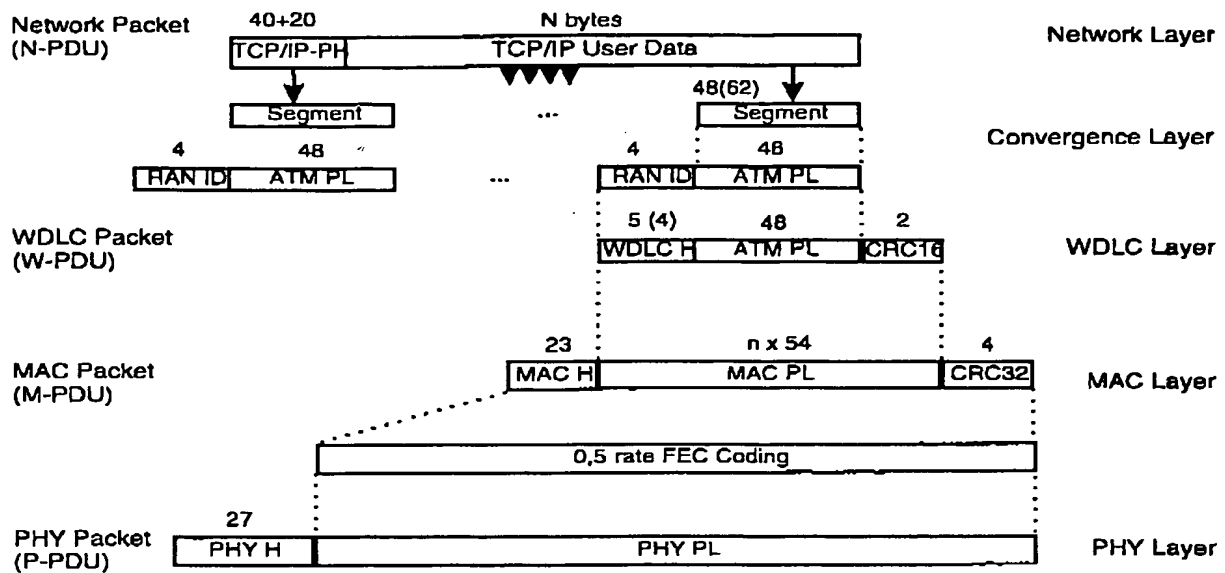 Network Packet
(N-PDU)
40+20
N bytes
TCP/IP-PH
TCP/IP User Data
Network Layer
48(62)
Segment
...
Segment
Convergence Layer
4
48
4
48
RAN ID
ATM PL
...
RAN ID
ATM PL
WDLC Packet
(W-PDU)
5 (4)
48
2
WDLC H
ATM PL
CRC16
WDLC Layer
MAC Packet
(M-PDU)
23
n x 54
4
MAC H
MAC PL
CRC32
MAC Layer
0,5 rate FEC Coding
PHY Packet
(P-PDU)
27
PHY H
PHY PL
PHY Layer